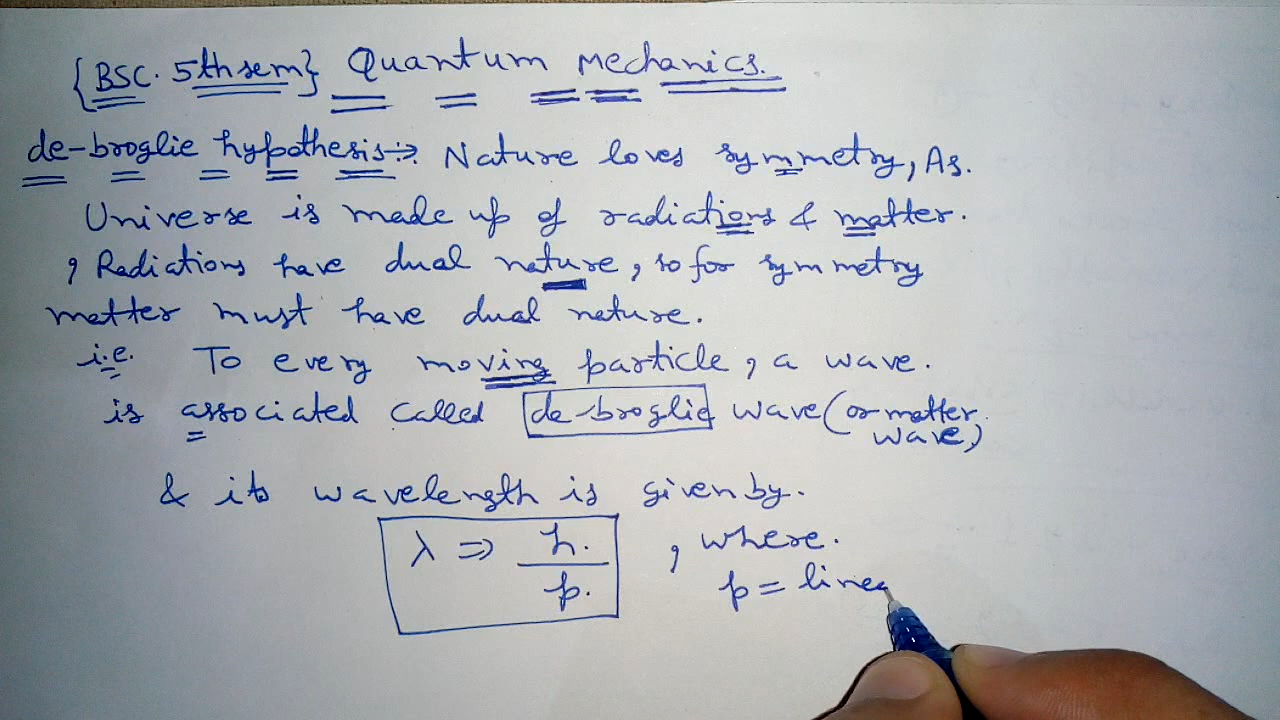 {BSC. 5th sem} Quantum Mechanics.
de-broglie hypothesis:→. Nature loves symmetry, As.
Universe is made up of radiations & matter.
, Radiations have dual nature, so for symmetry
matter must have dual nature.
i.e. To every moving particle, a wave.
is associated called de-broglie wave (or matter
wave,)
& its wavelength is given by.
λ ⇒ h. / p. , where.
p = linea